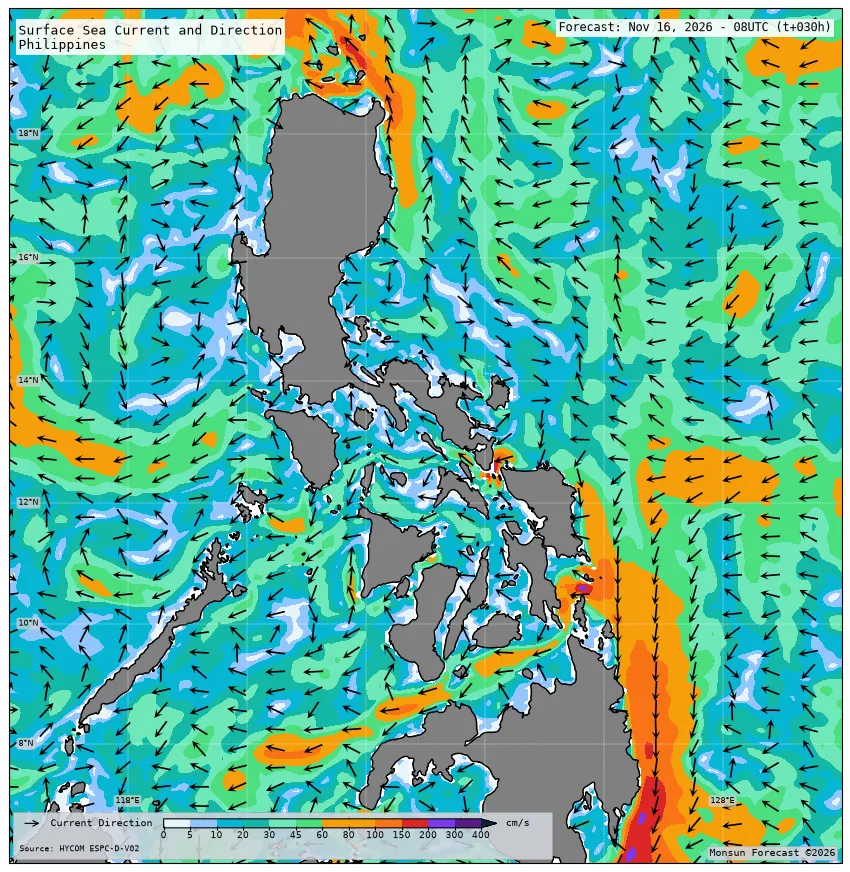 Surface Sea Current and Direction
Philippines
Forecast: Nov 16, 2026 - 08UTC (t+030h)
18°N
16°N
14°N
12°N
10°N
8°N
118°E
128°E
Current Direction
0 5 10 20 30 45 60 80 100 150 200 300 400 cm/s
Source: HYCOM ESPC-D-V02
Monsun Forecast ©2026